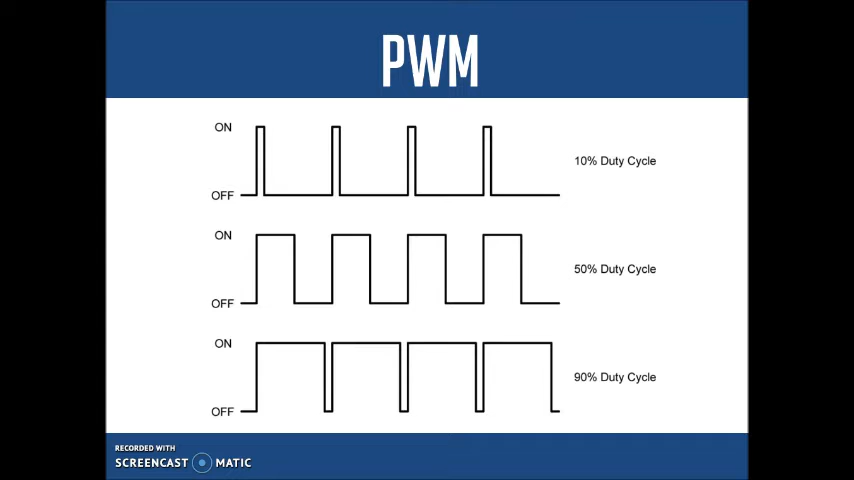 PWM
ON
10% Duty Cycle
OFF
ON
50% Duty Cycle
OFF
ON
90% Duty Cycle
OFF
RECORDED WITH
SCREENCAST MATIC